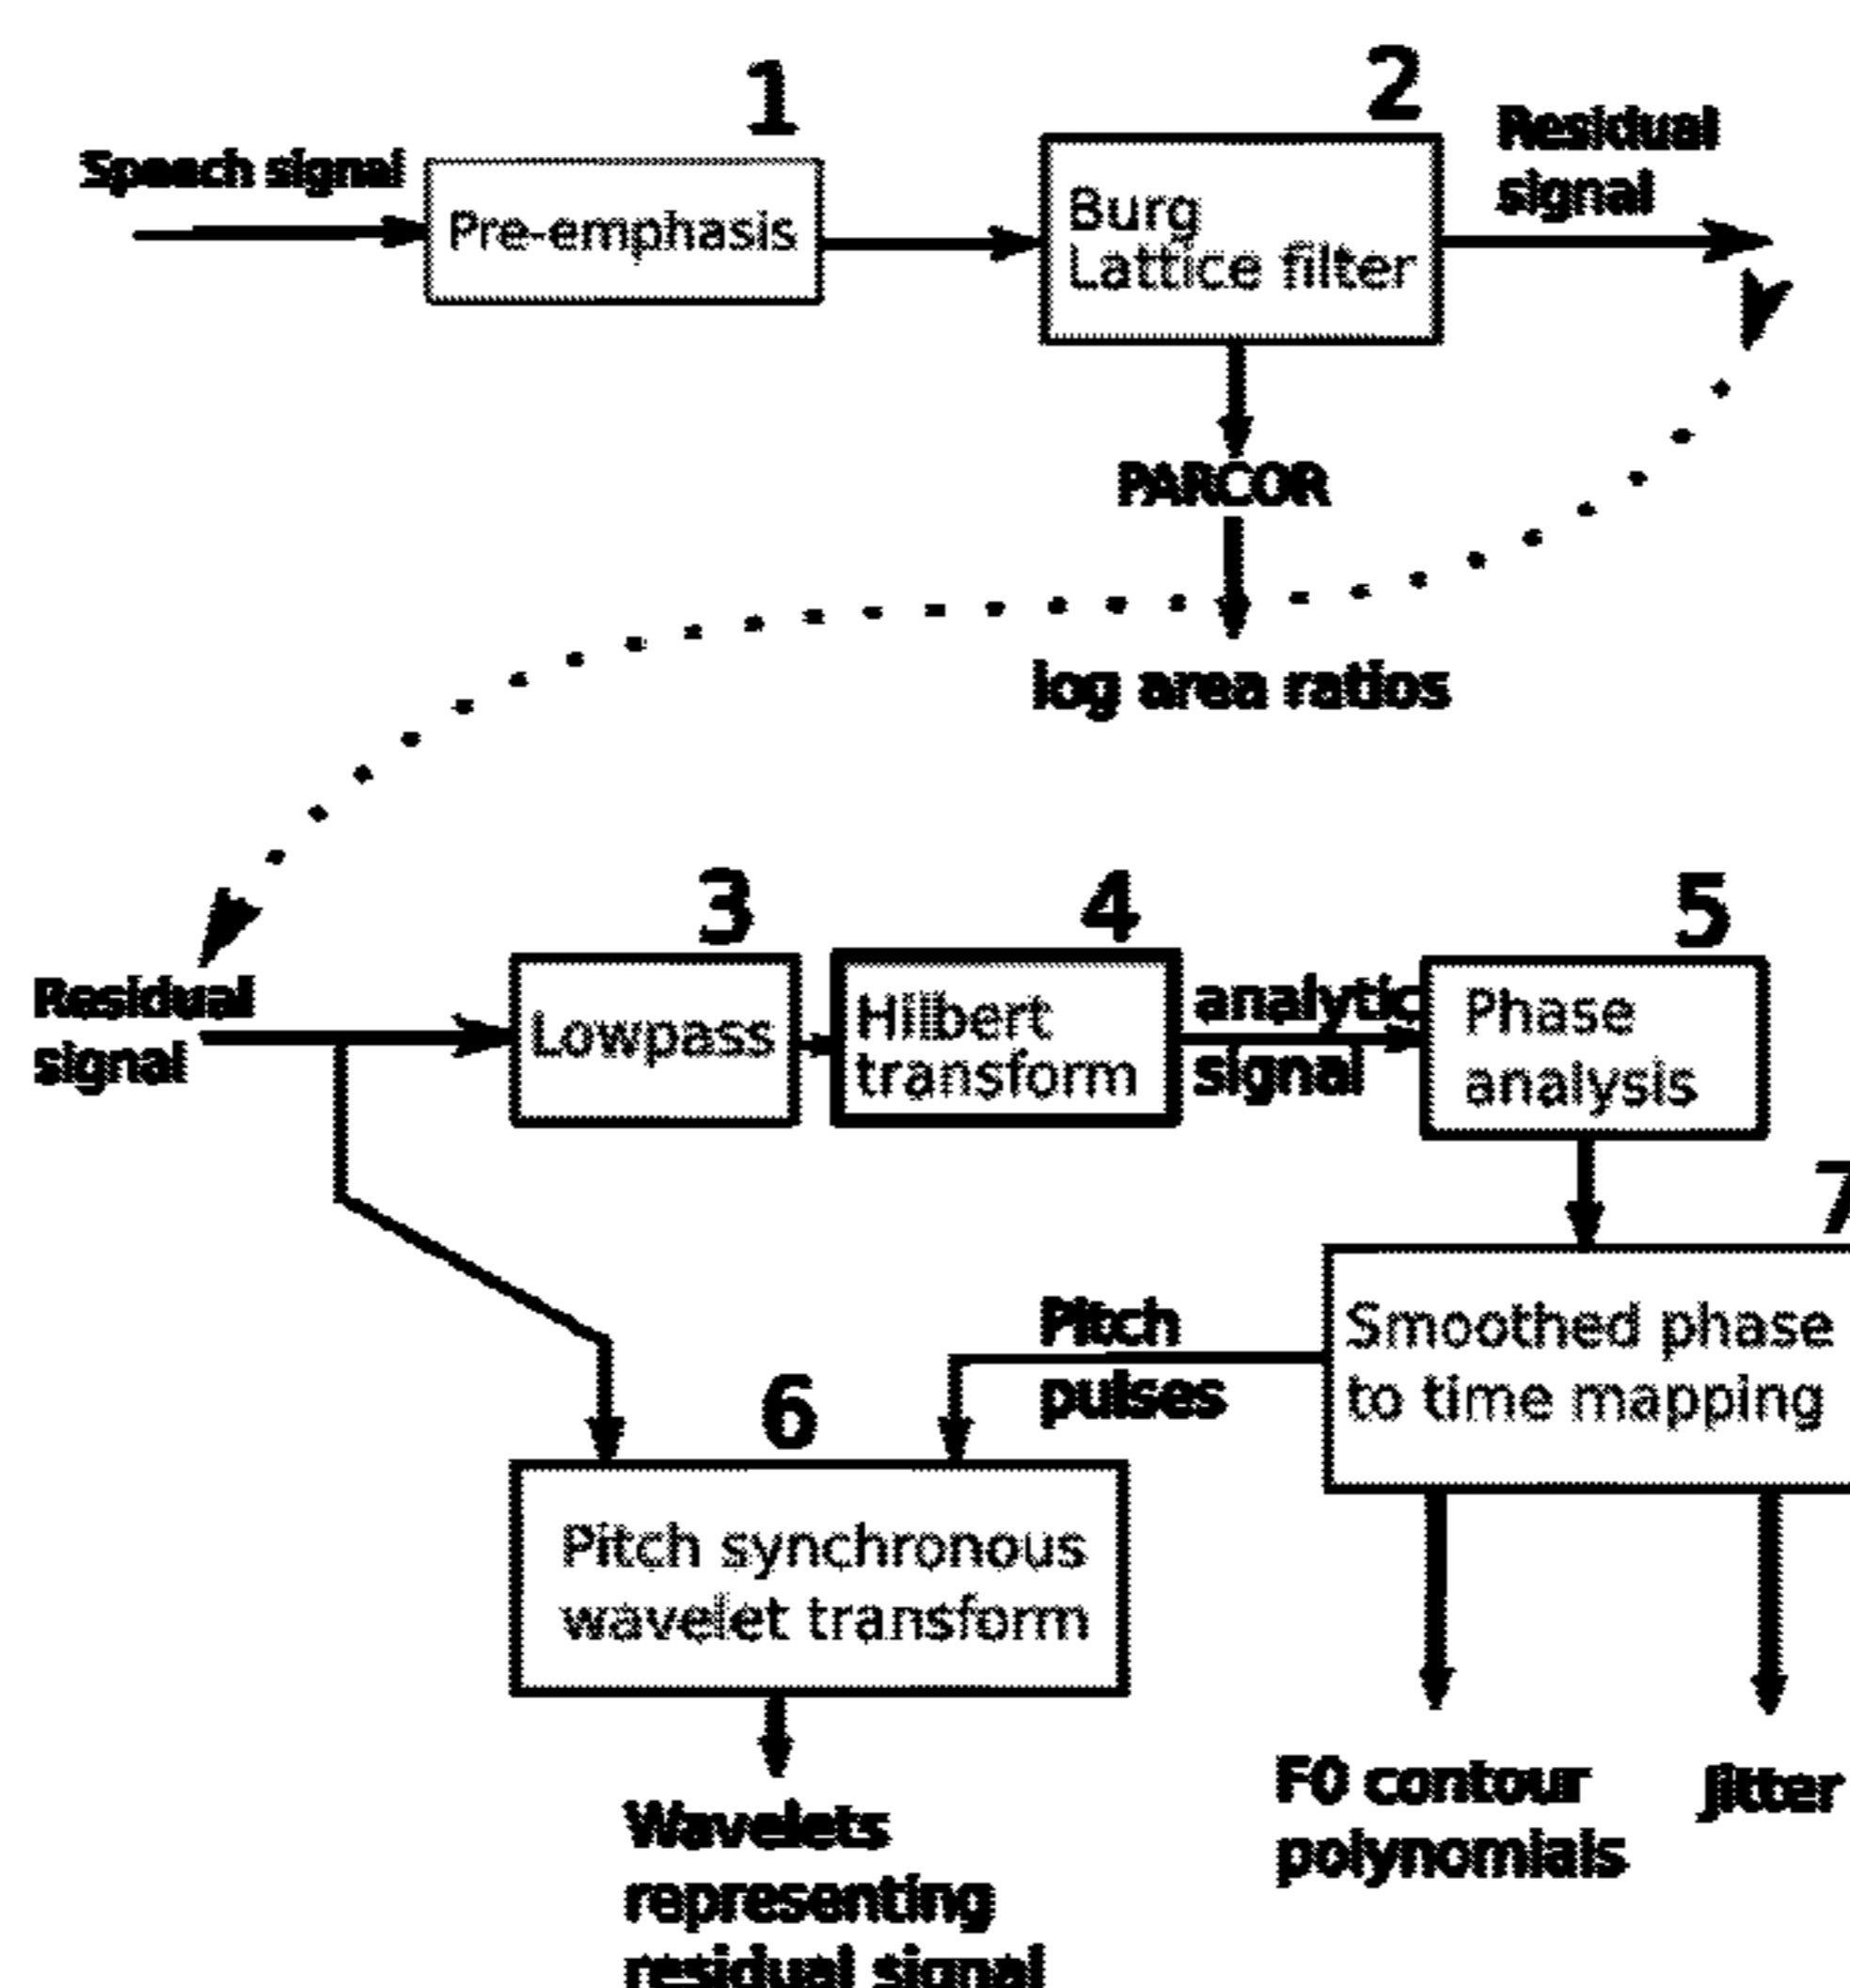 1
2
Speech signal
Pre-emphasis
Burg
Lattice filter
Residual
signal
PARCOR
log area ratios
3
4
5
Residual
signal
Lowpass
Hilbert
transform
analytic
signal
Phase
analysis
7
Smoothed phase
to time mapping
Pitch
pulses
6
Pitch synchronous
wavelet transform
F0 contour
polynomials
Jitter
Wavelets
representing
residual signal